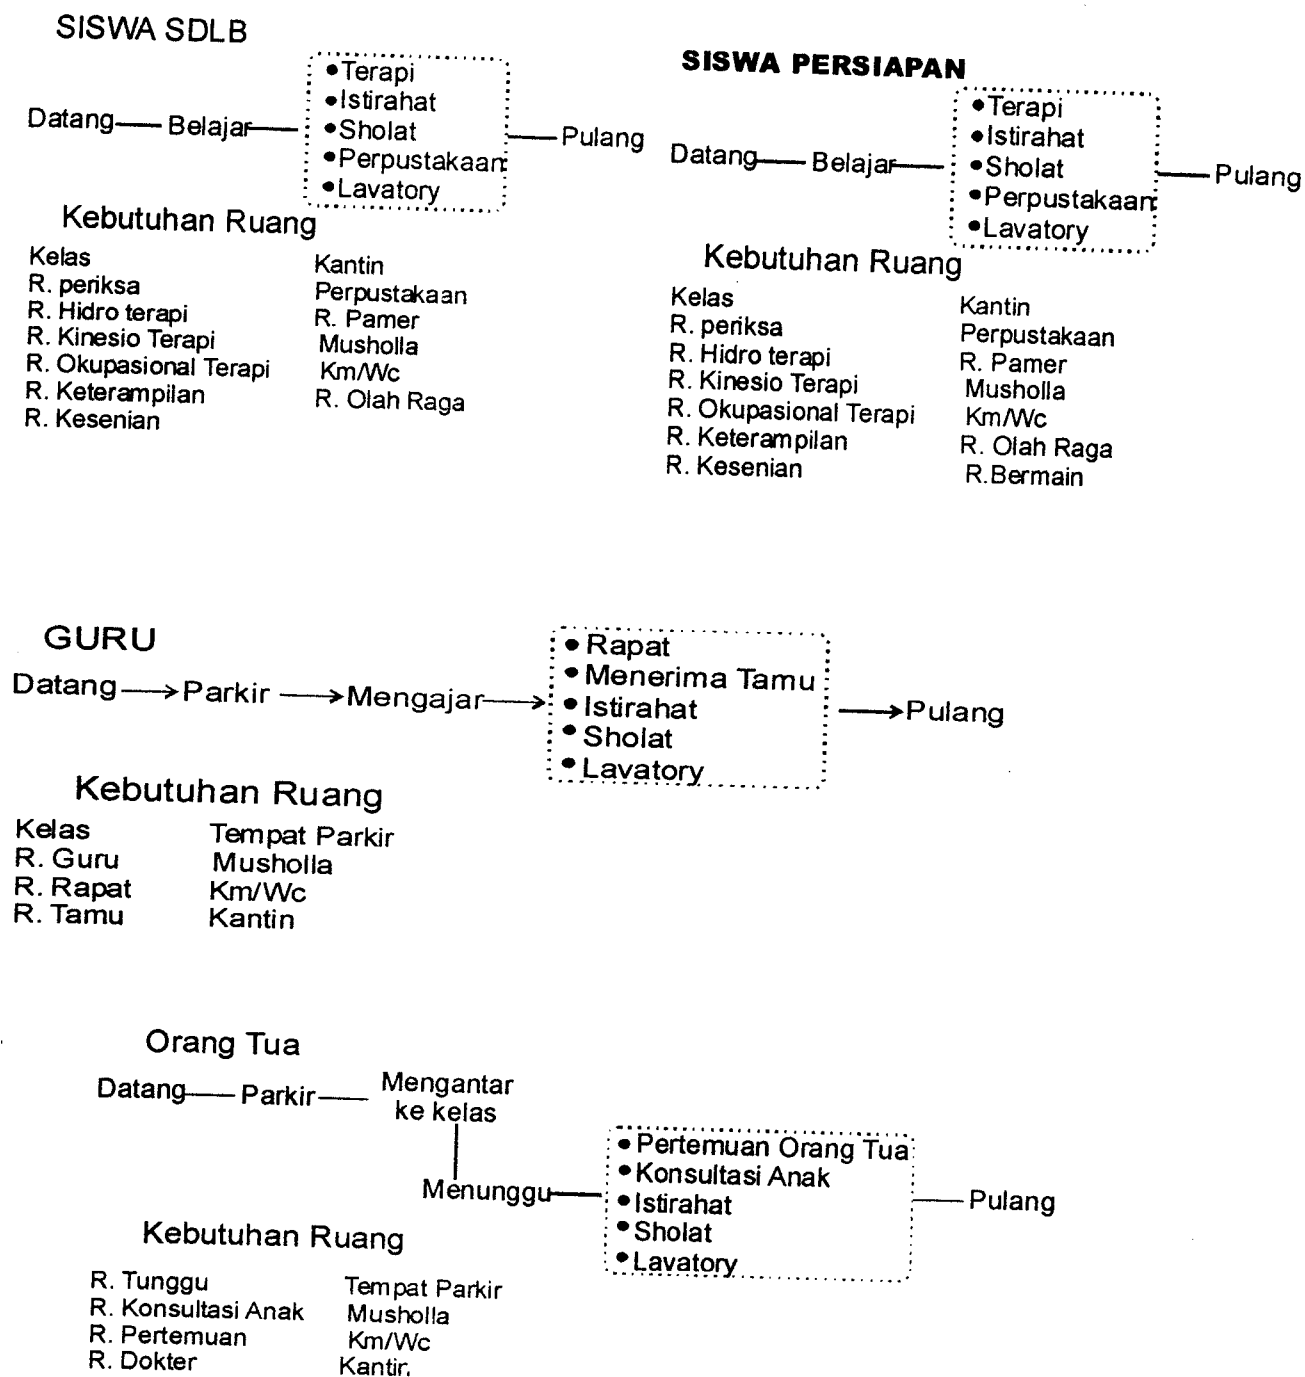 SISWA SDLB
Datang Belajar
•Terapi
•Istirahat
•Sholat
•Perpustakaan
•Lavatory
Pulang
Kebutuhan Ruang
Kelas
R. periksa
R. Hidro terapi
R. Kinesio Terapi
R. Okupasional Terapi
R. Keterampilan
R. Kesenian
Kantin
Perpustakaan
R. Pamer
Musholla
Km/Wc
R. Olah Raga
SISWA PERSIAPAN
Datang Belajar
•Terapi
•Istirahat
•Sholat
•Perpustakaan
•Lavatory
Pulang
Kebutuhan Ruang
Kelas
R. periksa
R. Hidro terapi
R. Kinesio Terapi
R. Okupasional Terapi
R. Keterampilan
R. Kesenian
Kantin
Perpustakaan
R. Pamer
Musholla
Km/Wc
R. Olah Raga
R.Bermain
GURU
Datang Parkir Mengajar
• Rapat
• Menerima Tamu
• Istirahat
• Sholat
• Lavatory
Pulang
Kebutuhan Ruang
Kelas
R. Guru
R. Rapat
R. Tamu
Tempat Parkir
Musholla
Km/Wc
Kantin
Orang Tua
Datang Parkir Mengantar
ke kelas
Menunggu
• Pertemuan Orang Tua
• Konsultasi Anak
• Istirahat
• Sholat
• Lavatory
Pulang
Kebutuhan Ruang
R. Tunggu
R. Konsultasi Anak
R. Pertemuan
R. Dokter
Tempat Parkir
Musholla
Km/Wc
Kantin